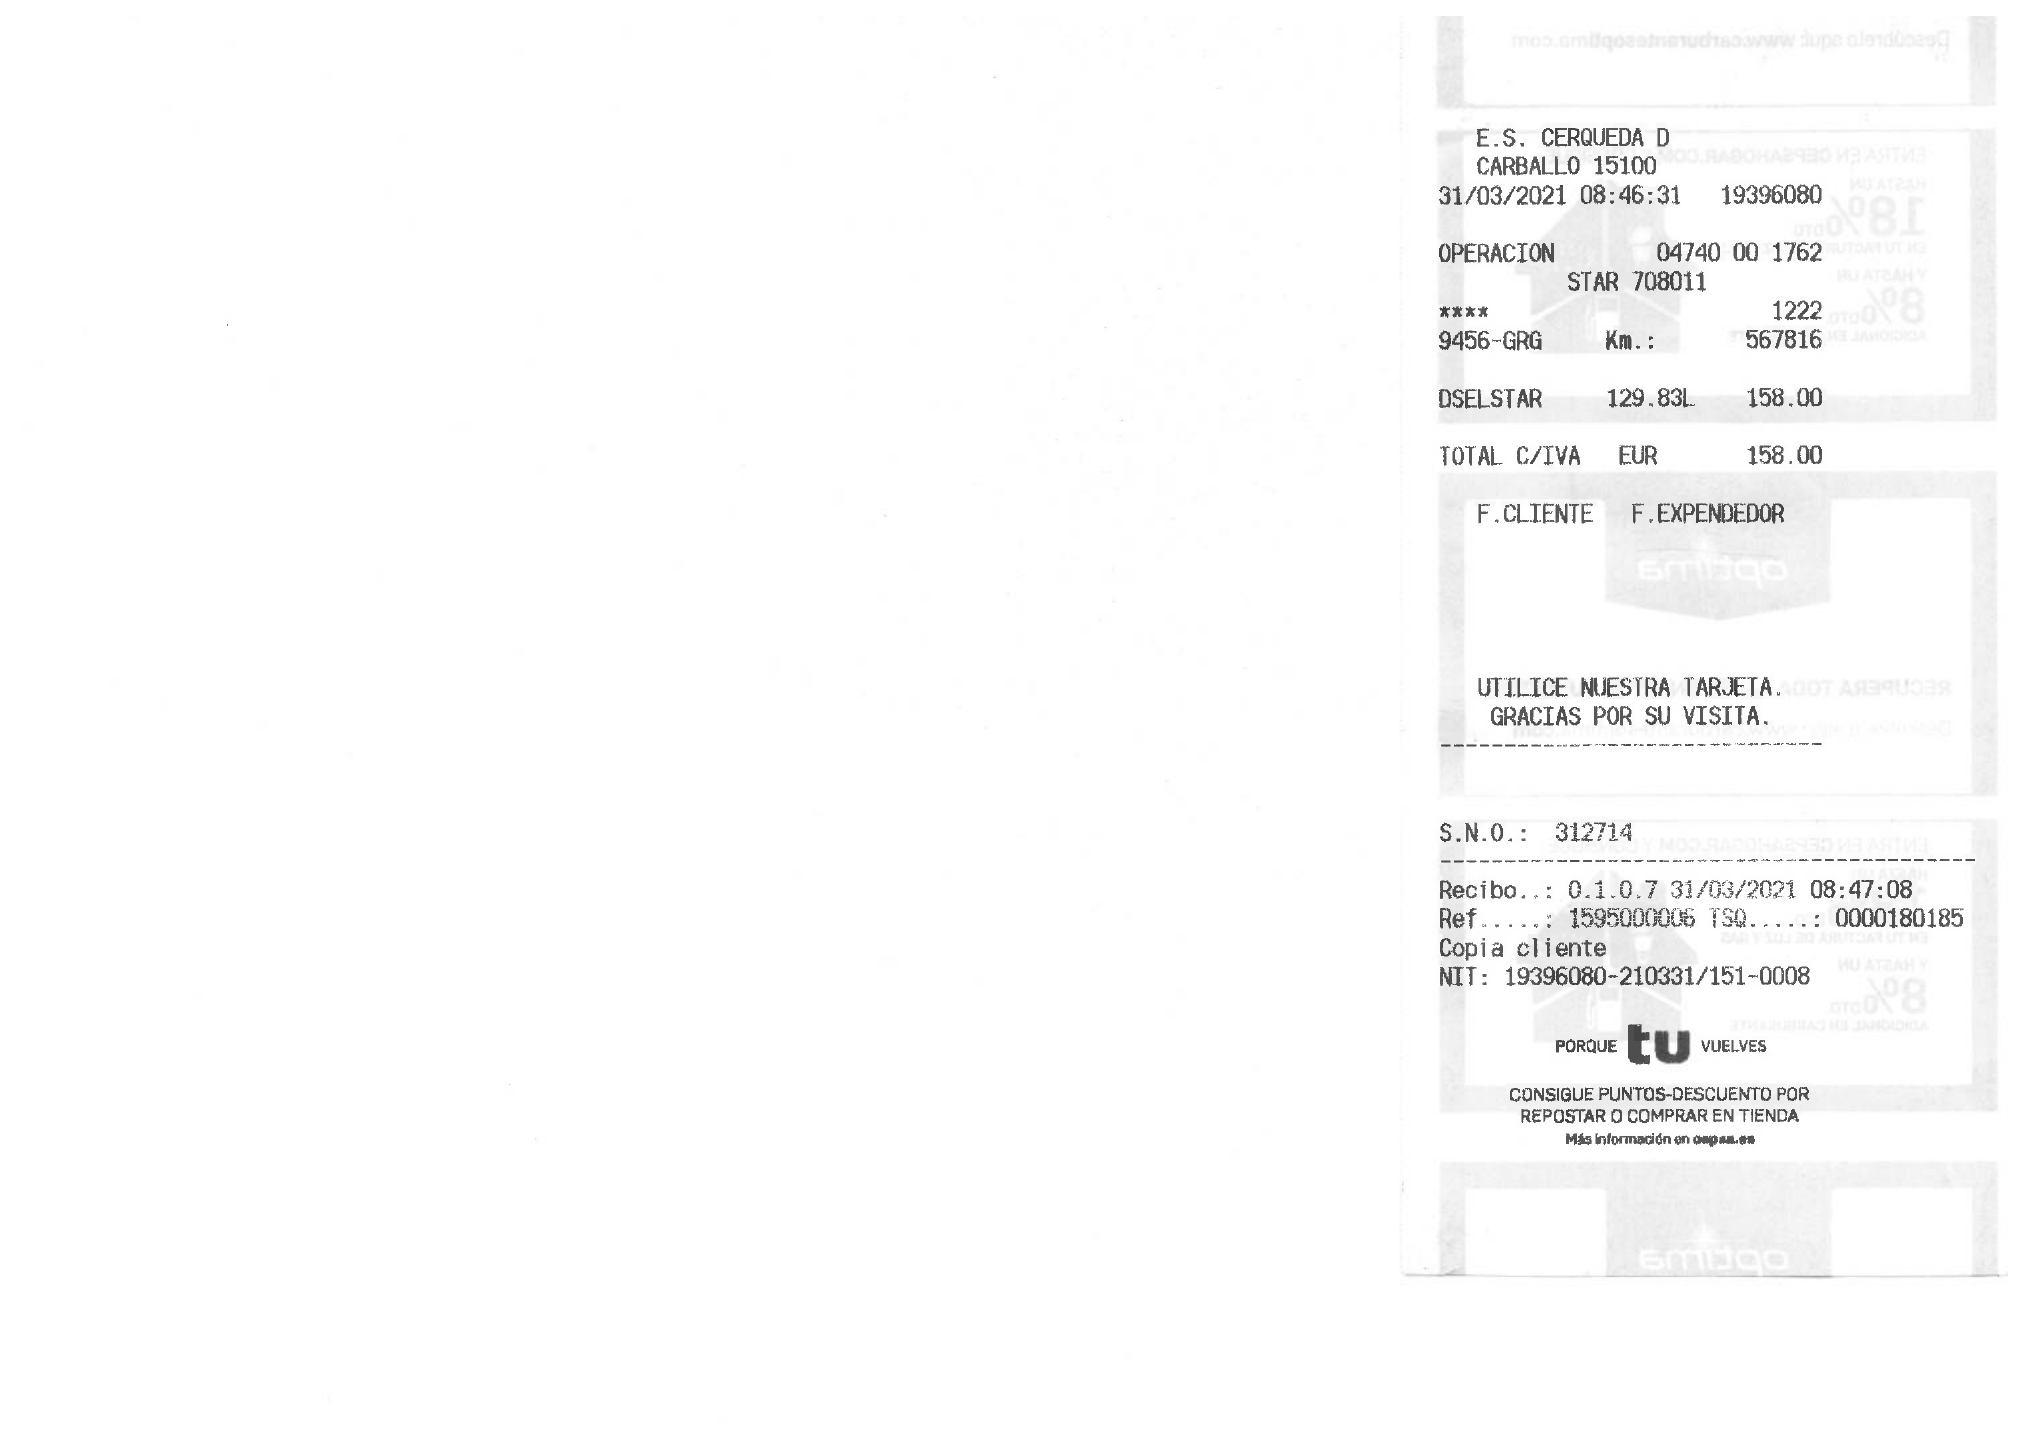 E.S. CERQUEDA D
CARBALLO 15100
31/03/2021 08:46:31 19396080
OPERACION 04740 00 1762
STAR 708011
**** 1222
9456-GRG Km.: 567816
DSELSTAR 129.83L 158.00
TOTAL C/IVA EUR 158.00
F.CLIENTE F.EXPENDEDOR
optima
UTILICE NUESTRA TARJETA.
GRACIAS POR SU VISITA.
-----------------------------
S.N.O.: 312714
-----------------------------------------
Recibo..: 0.1.0.7 31/03/2021 08:47:08
Ref.....: 1595000006 TSQ.....: 0000180185
Copia cliente
NIT: 19396080-210331/151-0008
PORQUE tu VUELVES
CONSIGUE PUNTOS-DESCUENTO POR
REPOSTAR O COMPRAR EN TIENDA
Más información en cepsa.es
optima